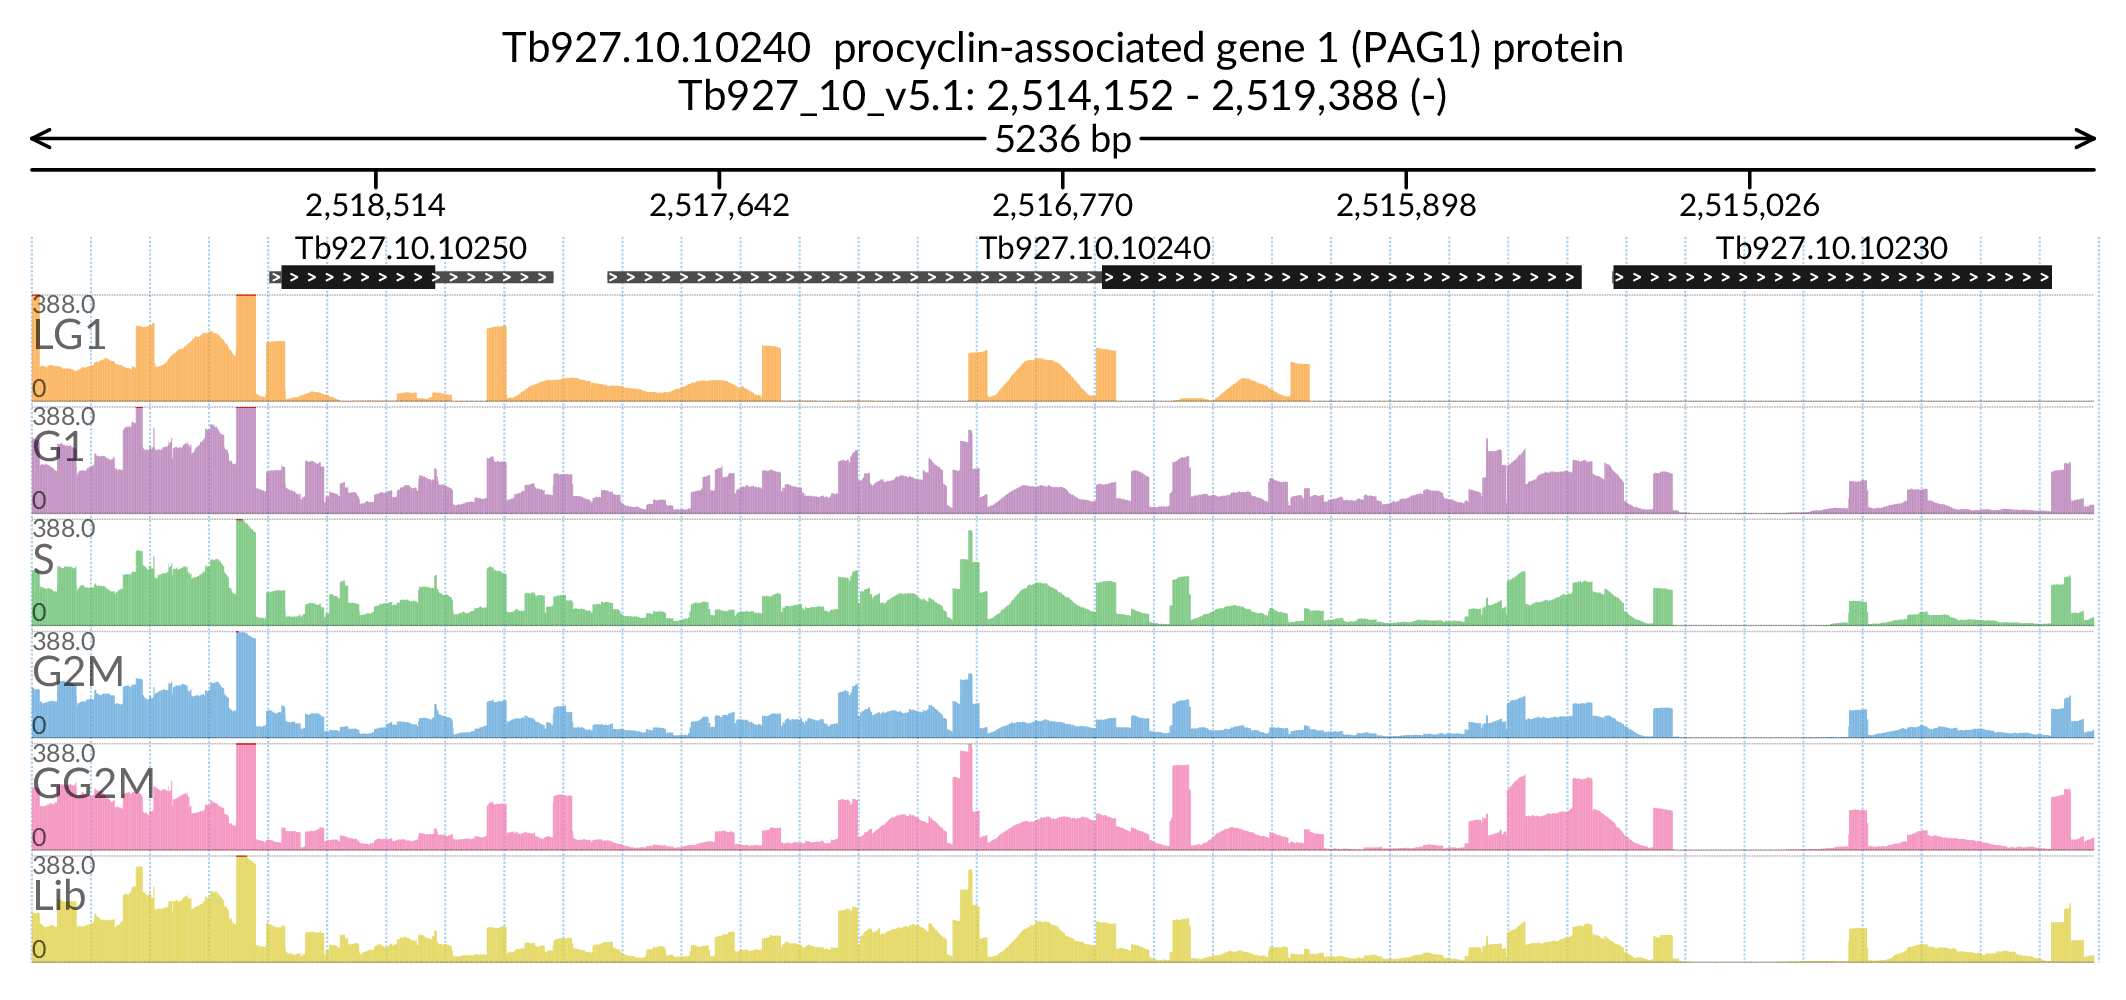 Tb927.10.10240  procyclin-associated gene 1 (PAG1) protein
Tb927_10_v5.1: 2,514,152 - 2,519,388 (-)
5236 bp
2,518,514 2,517,642 2,516,770 2,515,898 2,515,026
Tb927.10.10250 Tb927.10.10240 Tb927.10.10230
388.0
LG1
0
388.0
G1
0
388.0
S
0
388.0
G2M
0
388.0
GG2M
0
388.0
Lib
0